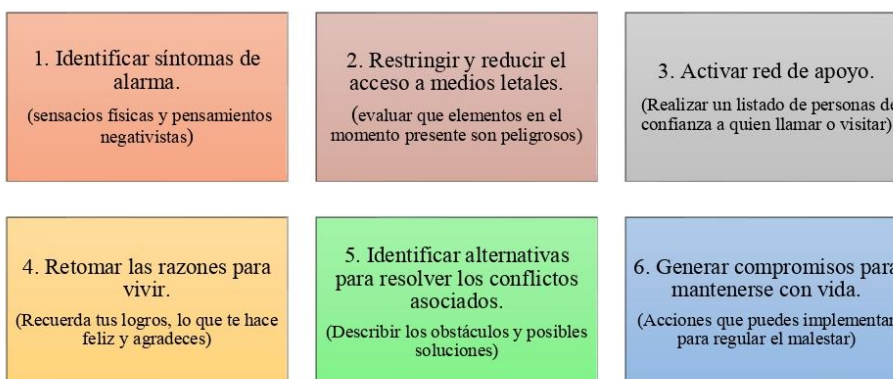 1. Identificar síntomas de
alarma.
(sensacios físicas y pensamientos
negativistas)
2. Restringir y reducir el
acceso a medios letales.
(evaluar que elementos en el
momento presente son peligrosos)
3. Activar red de apoyo.
(Realizar un listado de personas de
confianza a quien llamar o visitar)
4. Retomar las razones para
vivir.
(Recuerda tus logros, lo que te hace
feliz y agradeces)
5. Identificar alternativas
para resolver los conflictos
asociados.
(Describir los obstáculos y posibles
soluciones)
6. Generar compromisos para
mantenerse con vida.
(Acciones que puedes implementar
para regular el malestar)